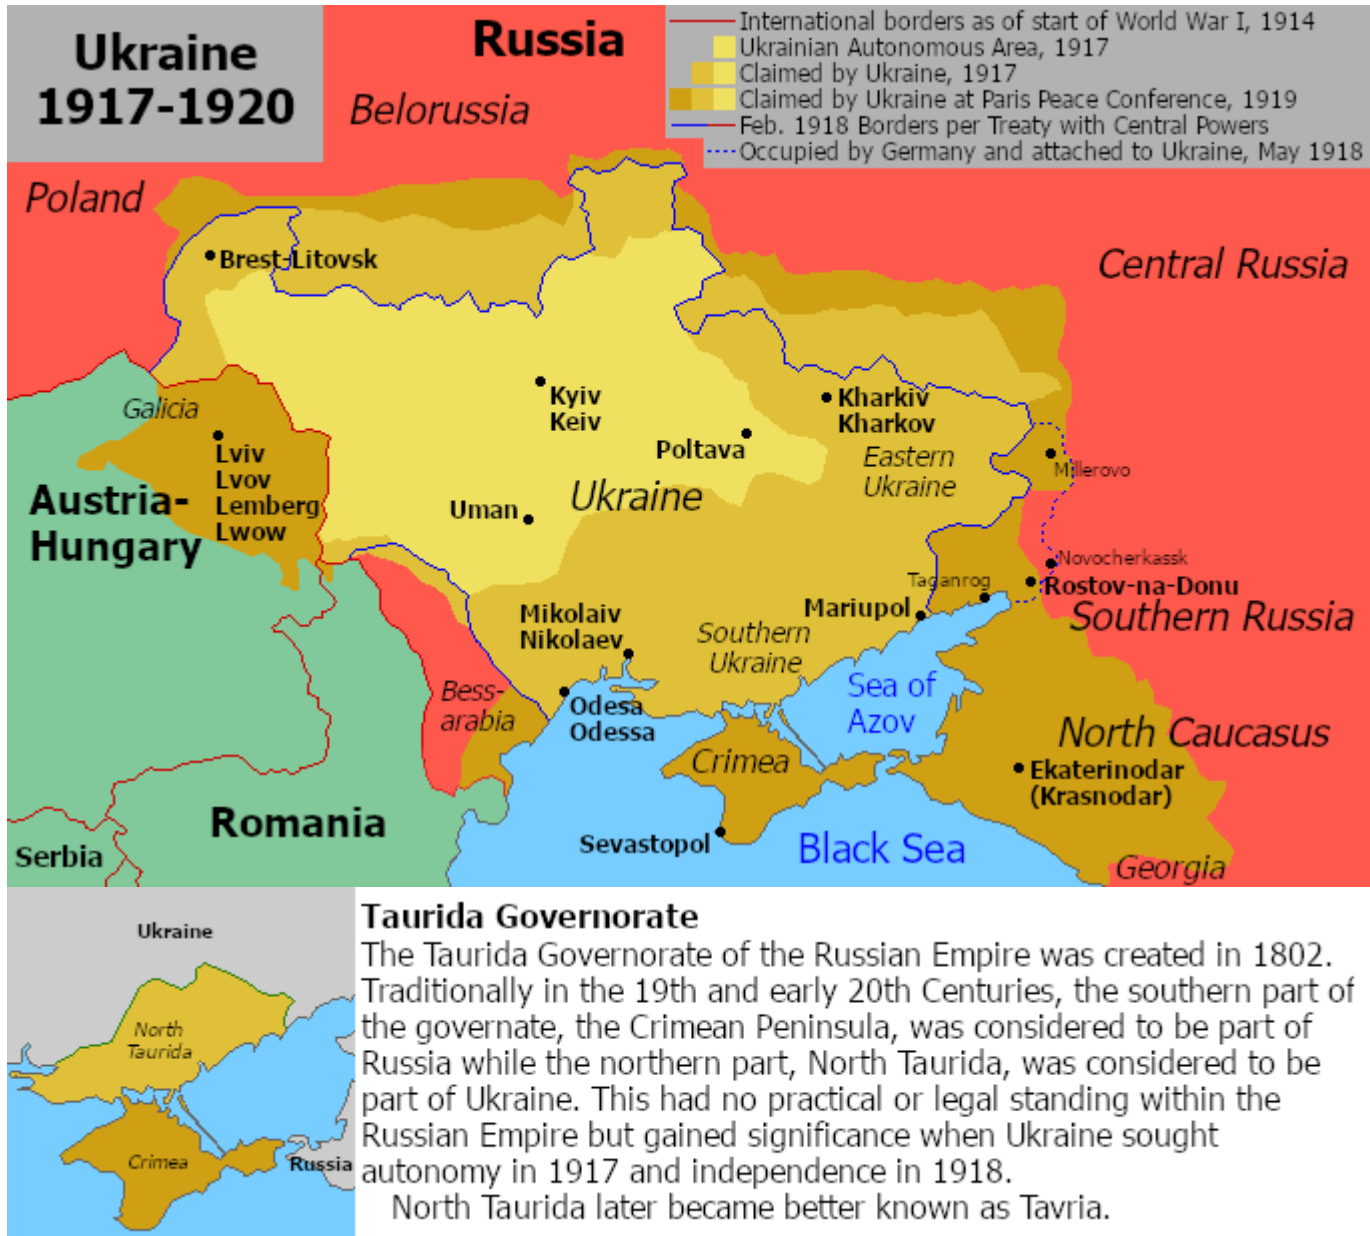 Ukraine
1917-1920
Russia
Belorussia
International borders as of start of World War I, 1914
Ukrainian Autonomous Area, 1917
Claimed by Ukraine, 1917
Claimed by Ukraine at Paris Peace Conference, 1919
Feb. 1918 Borders per Treaty with Central Powers
Occupied by Germany and attached to Ukraine, May 1918
Poland
Brest-Litovsk
Central Russia
Galicia
Kyiv
Keiv
Kharkiv
Kharkov
Poltava
Lviv
Lvov
Lemberg
Lwow
Eastern
Ukraine
Millerovo
Austria-
Hungary
Uman
Ukraine
Novocherkassk
Taganrog
Rostov-na-Donu
Mariupol
Southern Russia
Mikolaiv
Nikolaev
Southern
Ukraine
Sea of
Azov
Bess-
arabia
Odesa
Odessa
Crimea
North Caucasus
Ekaterinodar
(Krasnodar)
Romania
Sevastopol
Black Sea
Serbia
Georgia
Ukraine
North
Taurida
Crimea
Russia
Taurida Governorate
The Taurida Governorate of the Russian Empire was created in 1802.
Traditionally in the 19th and early 20th Centuries, the southern part of
the governate, the Crimean Peninsula, was considered to be part of
Russia while the northern part, North Taurida, was considered to be
part of Ukraine. This had no practical or legal standing within the
Russian Empire but gained significance when Ukraine sought
autonomy in 1917 and independence in 1918.
North Taurida later became better known as Tavria.